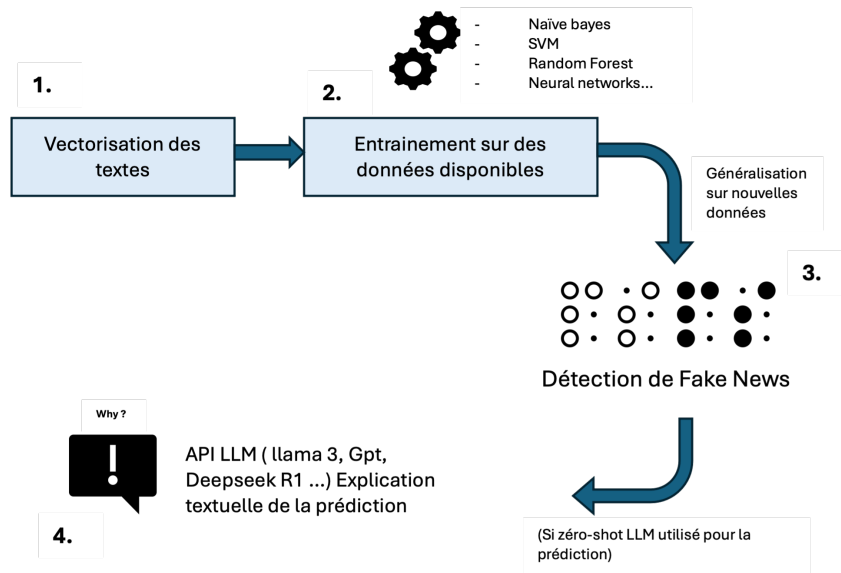 1.
Vectorisation des
textes
2.
- Naïve bayes
- SVM
- Random Forest
- Neural networks...
Entrainement sur des
données disponibles
Généralisation
sur nouvelles
données
3.
Détection de Fake News
Why ?
API LLM ( llama 3, Gpt,
Deepseek R1 ...) Explication
textuelle de la prédiction
4.
(Si zéro-shot LLM utilisé pour la
prédiction)